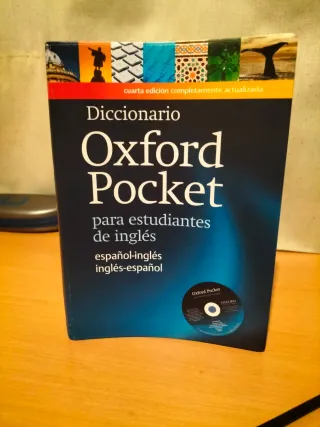 cuarta edición completamente actualizada
Diccionario
Oxford
Pocket
para estudiantes
de inglés
español-inglés
inglés-español
Oxford Pocket